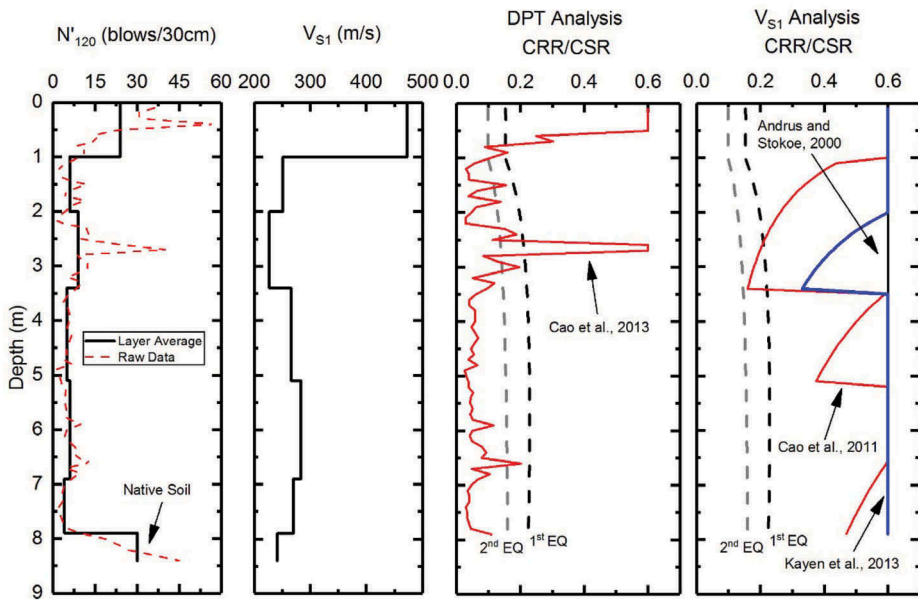 DPT Analysis
V_S1 Analysis
N'_120 (blows/30cm)
V_S1 (m/s)
CRR/CSR
CRR/CSR
0 15 30 45 60
200 300 400 500
0.0 0.2 0.4 0.6
0.0 0.2 0.4 0.6
Depth (m)
0
1
2
3
4
5
6
7
8
9
Layer Average
Raw Data
Native Soil
Cao et al., 2013
2nd EQ
1st EQ
Andrus and
Stokoe, 2000
Cao et al., 2011
2nd EQ
1st EQ
Kayen et al., 2013